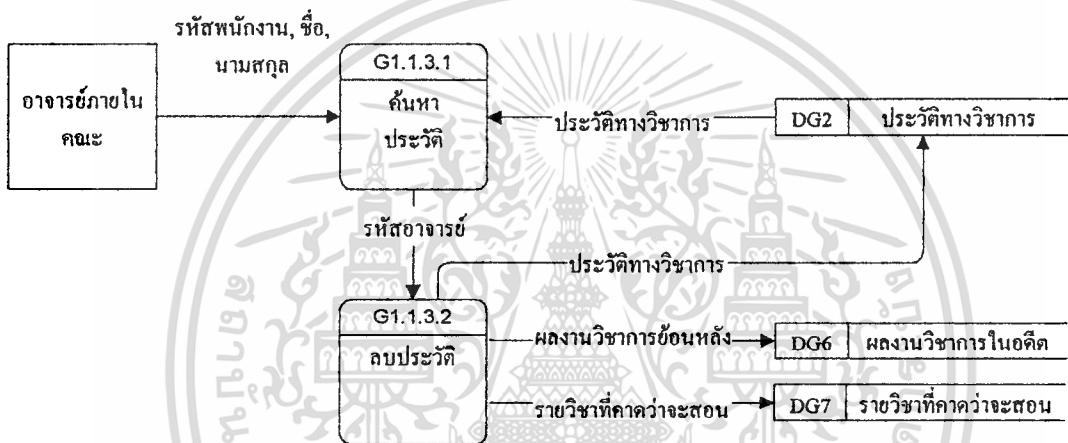 รหัสพนักงาน, ชื่อ,
นามสกุล
อาจารย์ภายใน
คณะ
G1.1.3.1
ค้นหา
ประวัติ
ประวัติทางวิชาการ
DG2 ประวัติทางวิชาการ
รหัสอาจารย์
ประวัติทางวิชาการ
G1.1.3.2
ลบประวัติ
ผลงานวิชาการย้อนหลัง
DG6 ผลงานวิชาการในอดีต
รายวิชาที่คาดว่าจะสอน
DG7 รายวิชาที่คาดว่าจะสอน